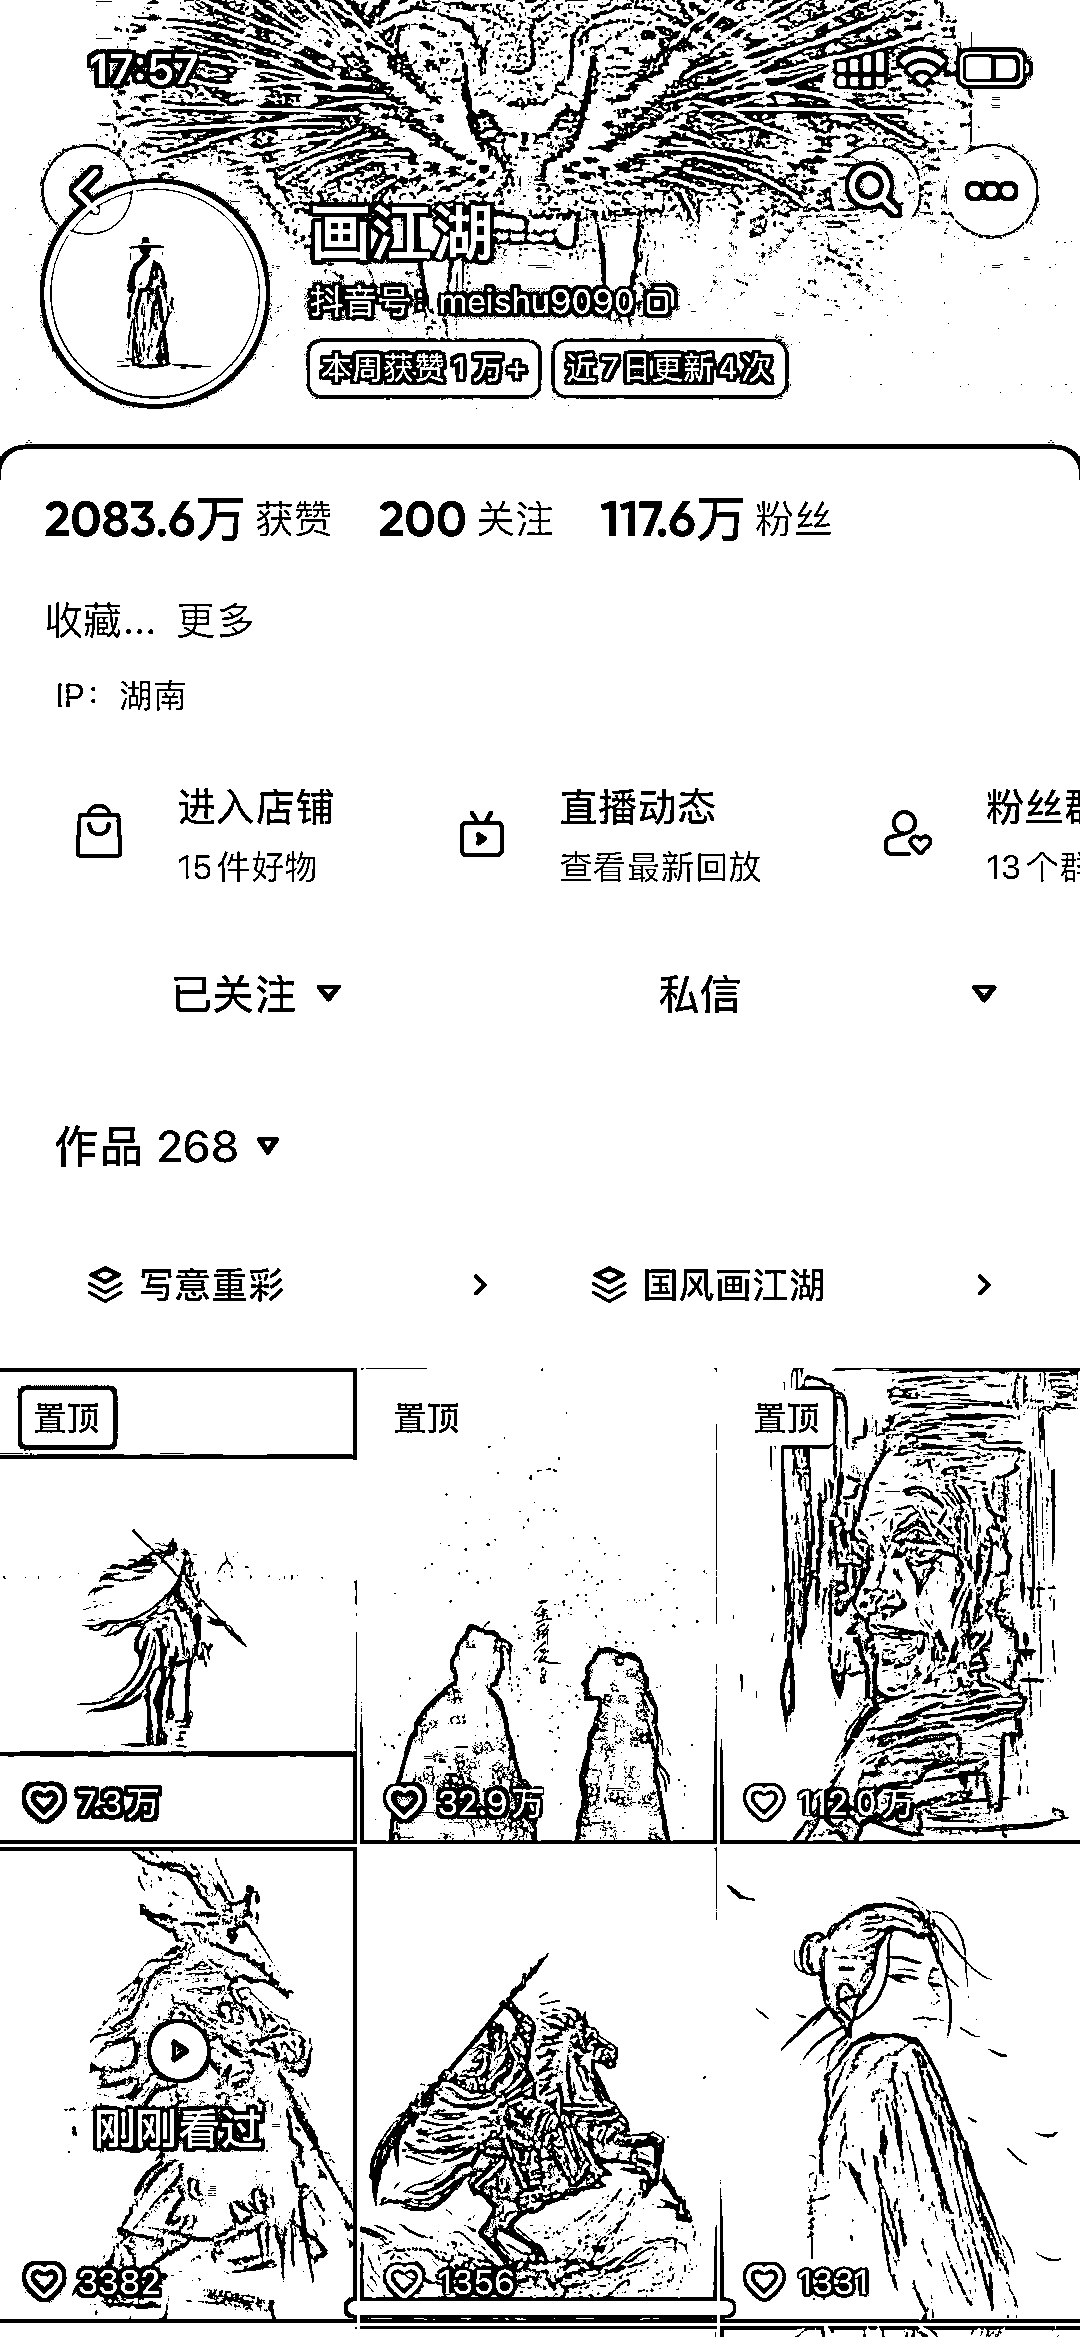 17:57
画江湖
抖音号: meishu9090
本周获赞1万+ 近7日更新4次
2083.6万 获赞 200 关注 117.6万 粉丝
收藏... 更多
IP: 湖南
进入店铺 直播动态 粉丝群
15件好物 查看最新回放 13个群
已关注 私信
作品 268
写意重彩 国风画江湖
置顶 置顶 置顶
7.3万 32.9万 112.0万
刚刚看过
3382 1356 1331